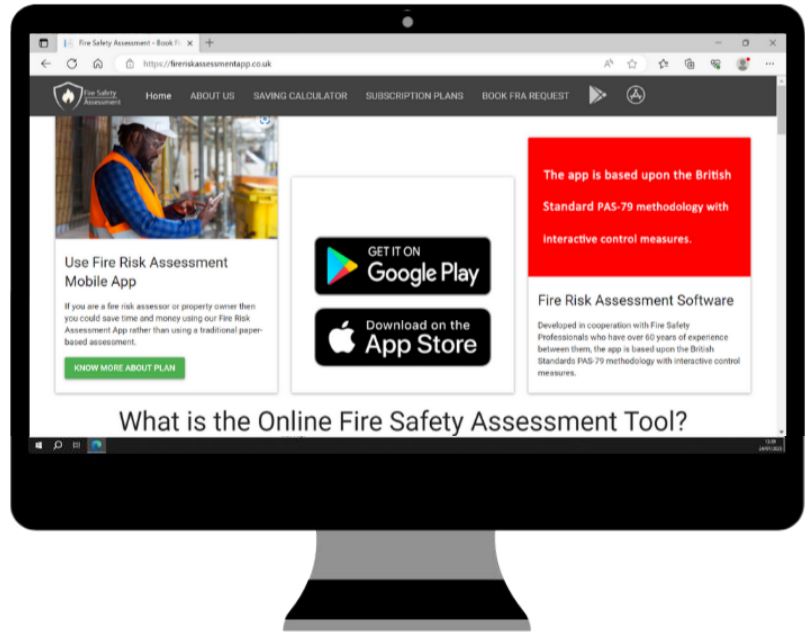 Fire Safety Assessment - Book Fi
https://fireriskassessmentapp.co.uk
Fire Safety
Assessment
Home ABOUT US SAVING CALCULATOR SUBSCRIPTION PLANS BOOK FRA REQUEST
Use Fire Risk Assessment
Mobile App
If you are a fire risk assessor or property owner then
you could save time and money using our Fire Risk
Assessment App rather than using a traditional paper-
based assessment.
KNOW MORE ABOUT PLAN
GET IT ON
Google Play
Download on the
App Store
The app is based upon the British
Standard PAS-79 methodology with
interactive control measures.
Fire Risk Assessment Software
Developed in cooperation with Fire Safety
Professionals who have over 60 years of experience
between them, the app is based upon the British
Standards PAS-79 methodology with interactive control
measures.
What is the Online Fire Safety Assessment Tool?